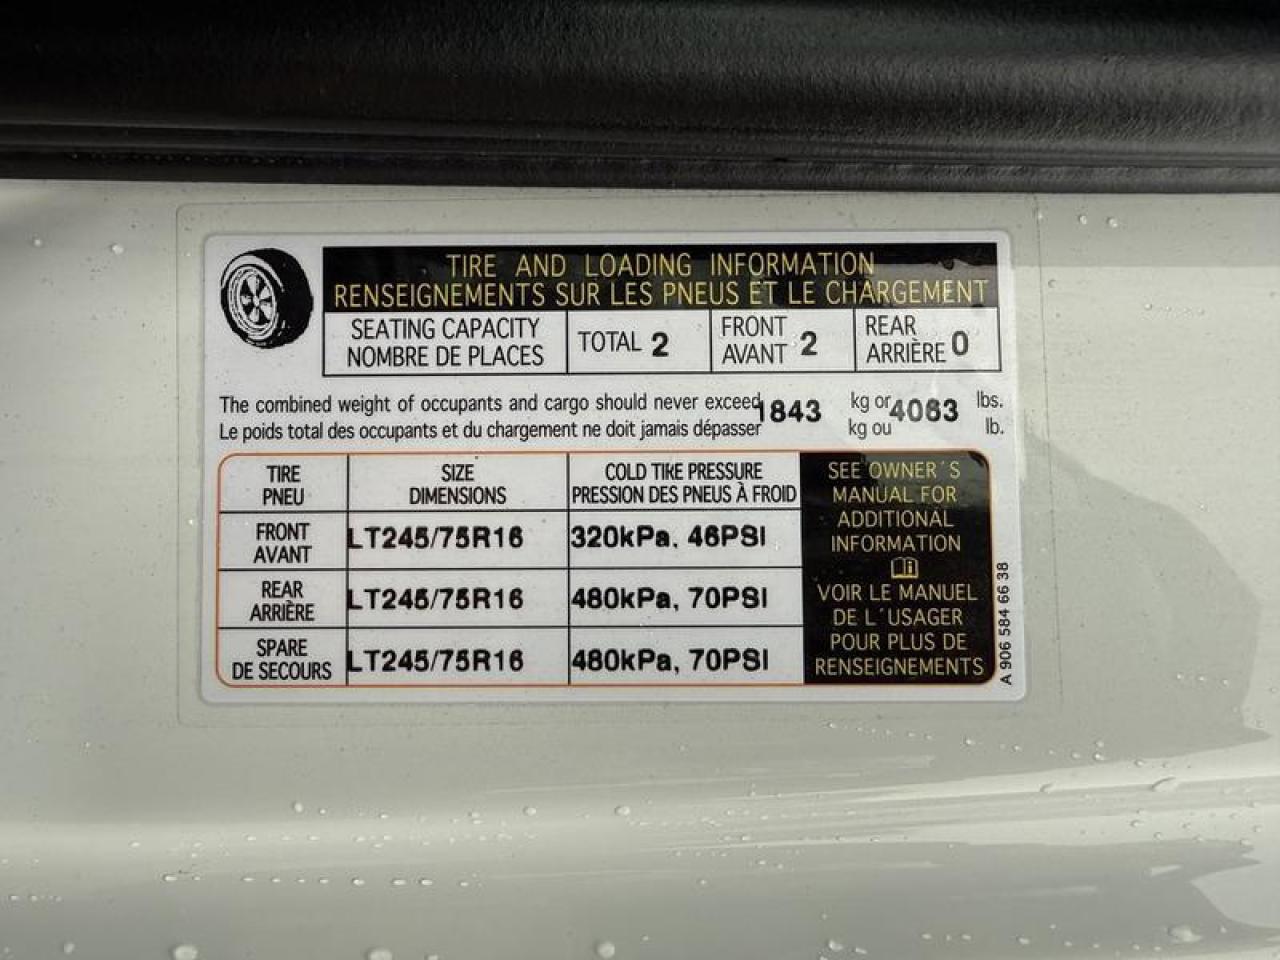 TIRE AND LOADING INFORMATION
RENSEIGNEMENTS SUR LES PNEUS ET LE CHARGEMENT
SEATING CAPACITY
NOMBRE DE PLACES
TOTAL 2
FRONT
AVANT 2
REAR
ARRIÈRE 0
The combined weight of occupants and cargo should never exceed 1843 kg or 4063 lbs.
Le poids total des occupants et du chargement ne doit jamais dépasser kg ou lb.
TIRE
PNEU
SIZE
DIMENSIONS
COLD TIRE PRESSURE
PRESSION DES PNEUS À FROID
FRONT
AVANT
LT245/75R16
320kPa, 46PSI
REAR
ARRIÈRE
LT245/75R16
480kPa, 70PSI
SPARE
DE SECOURS
LT245/75R16
480kPa, 70PSI
SEE OWNER´S
MANUAL FOR
ADDITIONAL
INFORMATION
VOIR LE MANUEL
DE L´USAGER
POUR PLUS DE
RENSEIGNEMENTS
A 906 584 66 38